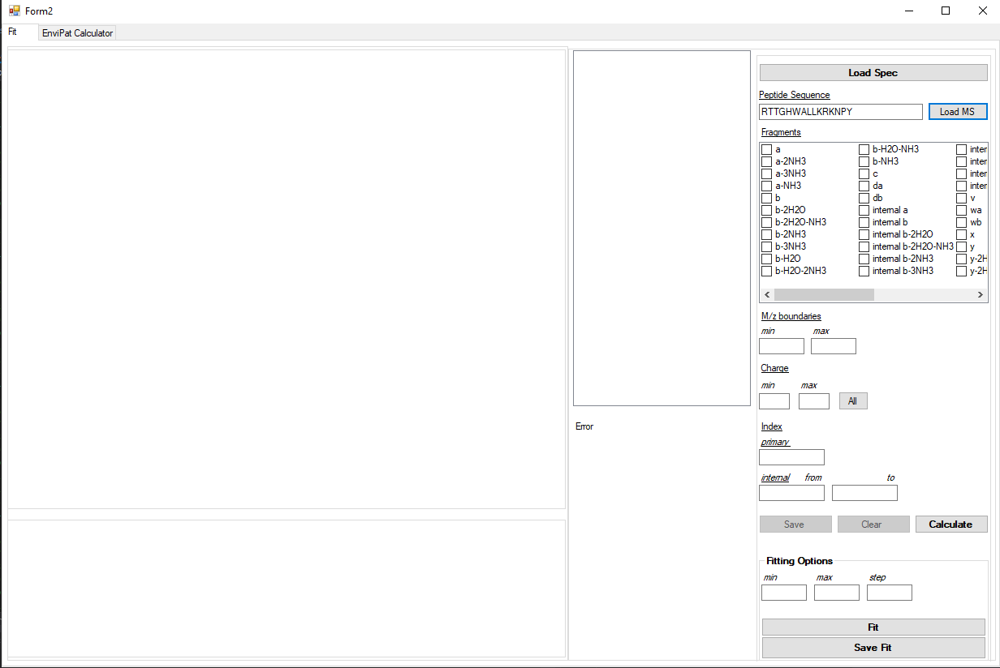 Form2
Fit EnviPat Calculator
Load Spec
Peptide Sequence
RTTGHWALLKRKNPY Load MS
Fragments
a b-H2O-NH3 inter
a-2NH3 b-NH3 inter
a-3NH3 c inter
a-NH3 da inter
b db v
b-2H2O internal a wa
b-2H2O-NH3 internal b wb
b-2NH3 internal b-2H2O x
b-3NH3 internal b-2H2O-NH3 y
b-H2O internal b-2NH3 y-2H
b-H2O-2NH3 internal b-3NH3 y-2H
M/z boundaries
min max
Charge
min max
All
Error
Index
primary
internal from to
Save Clear Calculate
Fitting Options
min max step
Fit
Save Fit